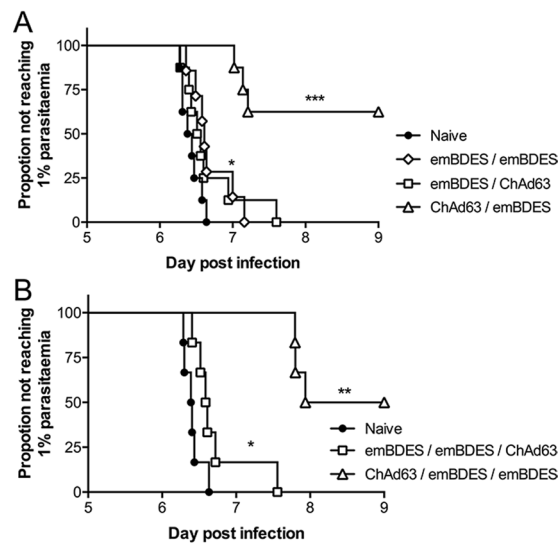 A
Propotion not reaching
1% parasitaemia
100
75
50
25
0
***
*
5 6 7 8 9
Day post infection
Naive
emBDES / emBDES
emBDES / ChAd63
ChAd63 / emBDES
B
Propotion not reaching
1% parasitaemia
100
75
50
25
0
**
*
5 6 7 8 9
Day post infection
Naive
emBDES / emBDES / ChAd63
ChAd63 / emBDES / emBDES